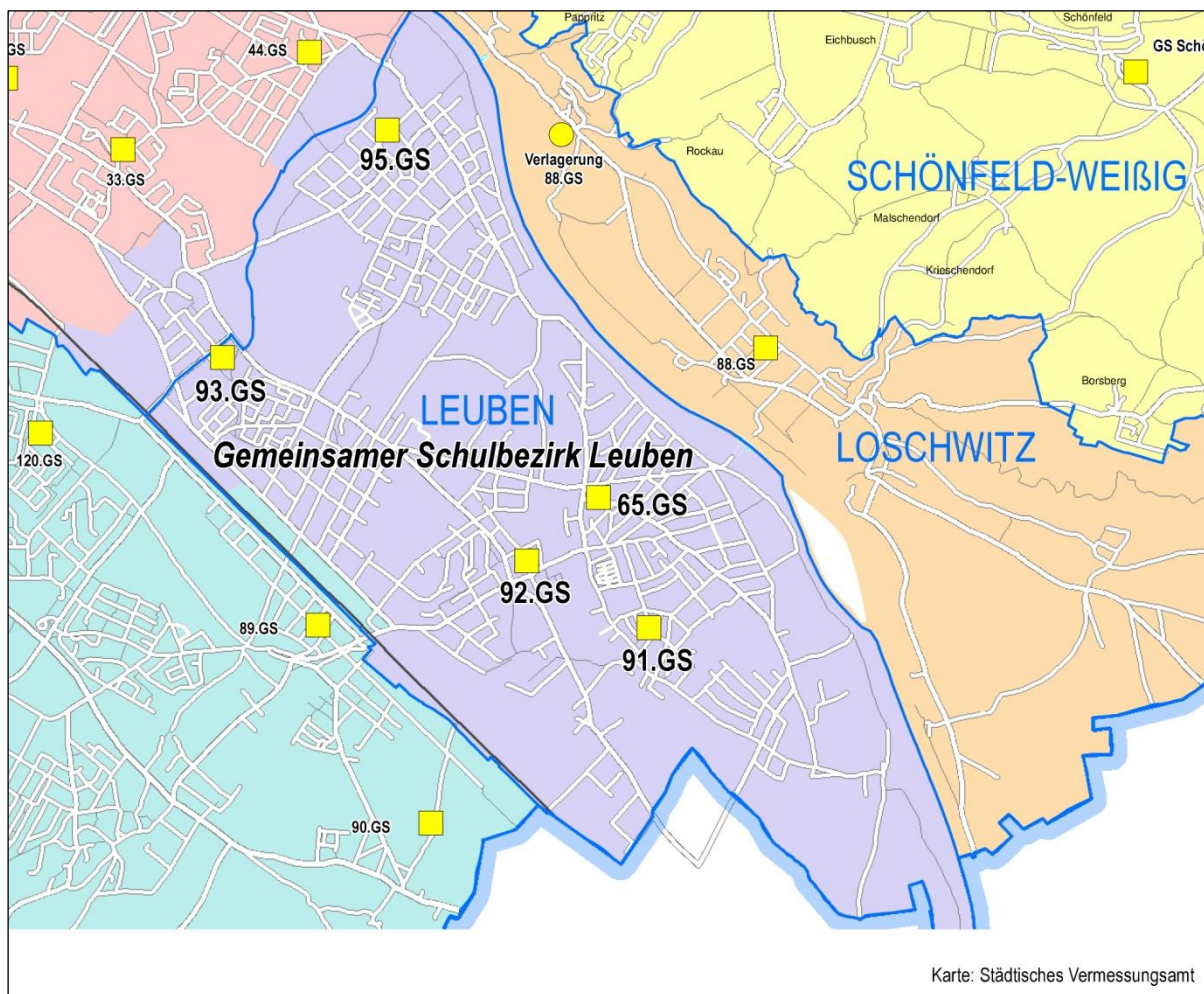 Pappritz
Schönfeld
Eichbusch
GS
44.GS
GS Schö
95.GS
Rockau
Verlagerung
88.GS
33.GS
SCHÖNFELD-WEIßIG
Malschendorf
Krieschendorf
93.GS
88.GS
Borsberg
LEUBEN
120.GS
Gemeinsamer Schulbezirk Leuben
LOSCHWITZ
65.GS
92.GS
89.GS
91.GS
90.GS
Karte: Städtisches Vermessungsamt